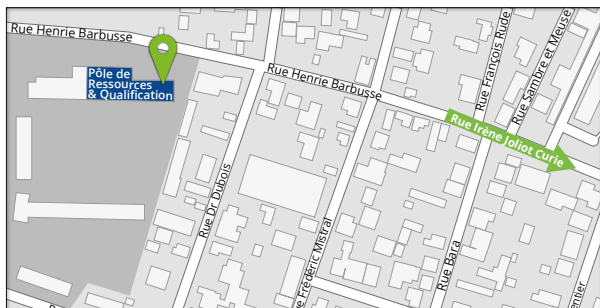 Rue Henrie Barbusse
Pôle de
Ressources
& Qualification
Rue Henrie Barbusse
Rue François Rude
Rue Sambre et Meuse
Rue Irène Joliot Curie
Rue Dr Dubois
Frédéric Mistral
Rue Bara